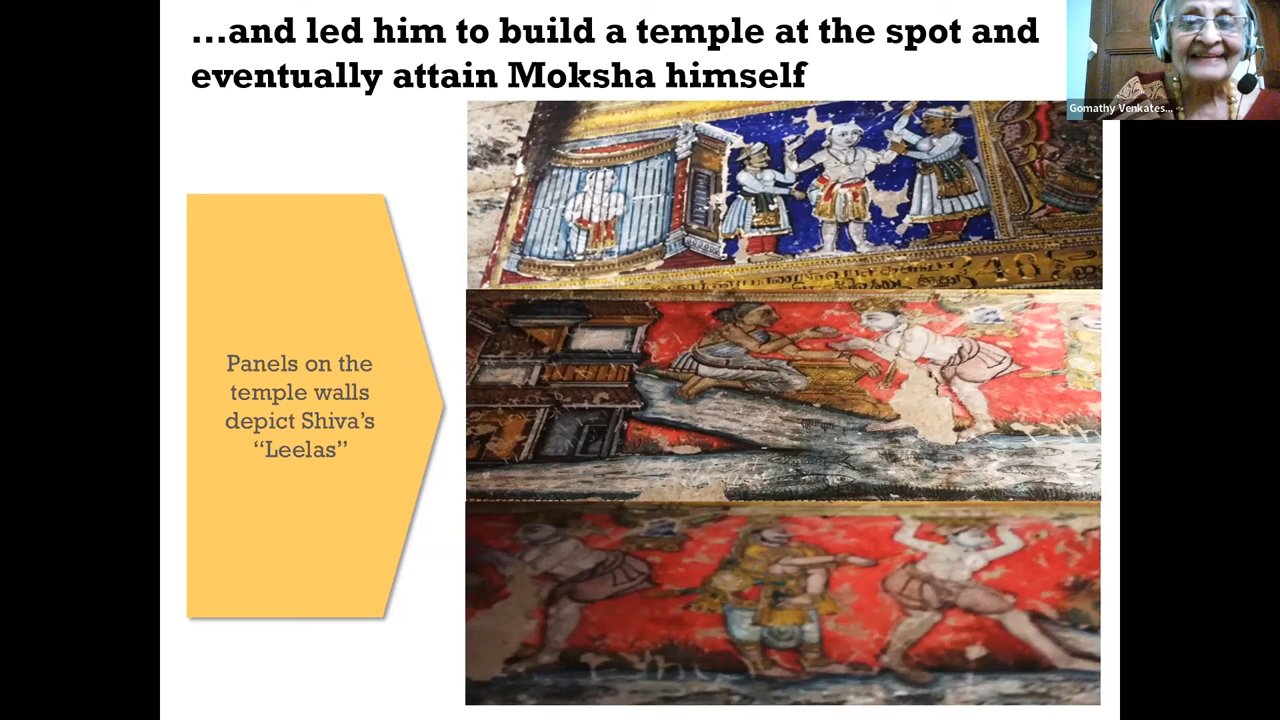 ...and led him to build a temple at the spot and
eventually attain Moksha himself
Gomathy Venkates...
Panels on the
temple walls
depict Shiva’s
“Leelas”